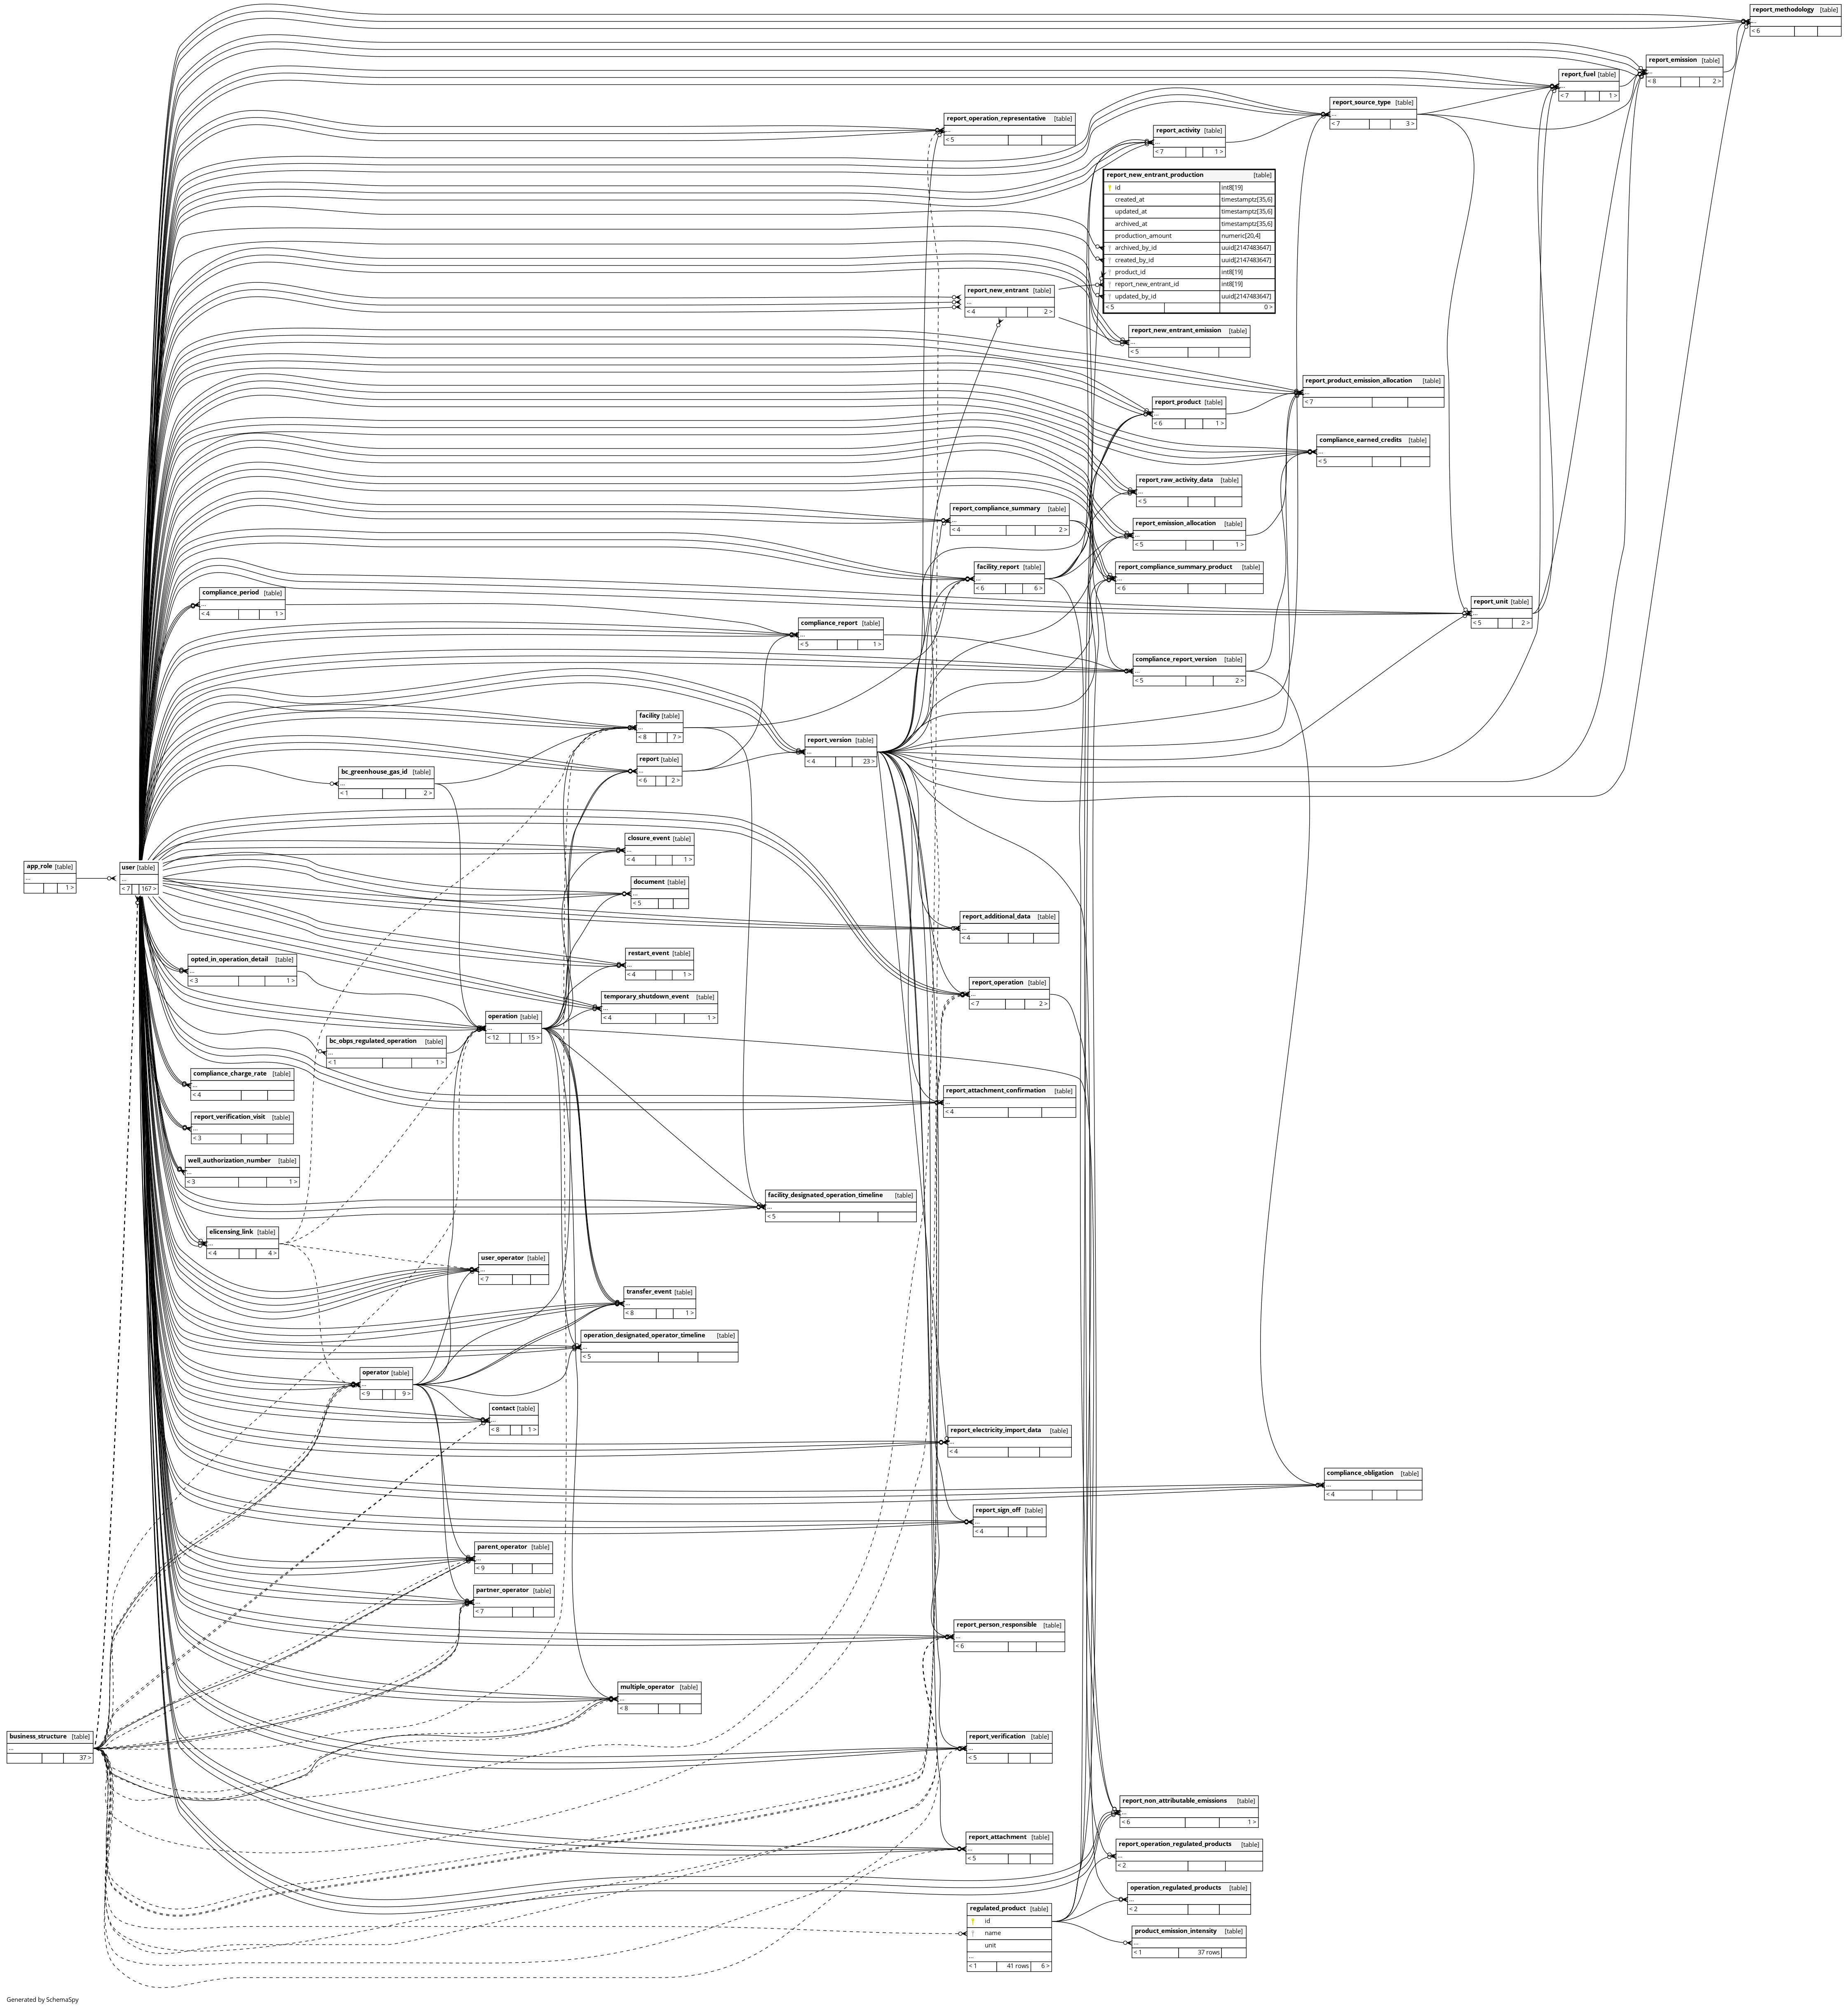 report_methodology [table]
...
< 6
report_emission [table]
...
< 8 2 >
report_fuel [table]
...
< 7 1 >
report_source_type [table]
...
< 7 3 >
report_operation_representative [table]
...
< 5
report_activity [table]
...
< 7 1 >
report_new_entrant_production [table]
id int8[19]
created_at timestamptz[35,6]
updated_at timestamptz[35,6]
archived_at timestamptz[35,6]
production_amount numeric[20,4]
archived_by_id uuid[2147483647]
created_by_id uuid[2147483647]
product_id int8[19]
report_new_entrant_id int8[19]
updated_by_id uuid[2147483647]
< 5 0 >
report_new_entrant [table]
...
< 4 2 >
report_new_entrant_emission [table]
...
< 5
report_product_emission_allocation [table]
...
< 7
report_product [table]
...
< 6 1 >
compliance_earned_credits [table]
...
< 5
report_raw_activity_data [table]
...
< 5
report_compliance_summary [table]
...
< 4 2 >
report_emission_allocation [table]
...
< 5 1 >
facility_report [table]
...
< 6 6 >
report_compliance_summary_product [table]
...
< 6
compliance_period [table]
...
< 4 1 >
report_unit [table]
...
< 5 2 >
compliance_report [table]
...
< 5 1 >
compliance_report_version [table]
...
< 5 2 >
facility [table]
...
< 8 7 >
report_version [table]
...
< 4 23 >
report [table]
...
< 6 2 >
bc_greenhouse_gas_id [table]
...
< 1 2 >
closure_event [table]
...
< 4 1 >
app_role [table]
...
1 >
user [table]
...
< 7 167 >
document [table]
...
< 5
report_additional_data [table]
...
< 4
restart_event [table]
...
< 4 1 >
opted_in_operation_detail [table]
...
< 3 1 >
report_operation [table]
...
< 7 2 >
temporary_shutdown_event [table]
...
< 4 1 >
operation [table]
...
< 12 15 >
bc_obps_regulated_operation [table]
...
< 1 1 >
compliance_charge_rate [table]
...
< 4
report_attachment_confirmation [table]
...
< 4
report_verification_visit [table]
...
< 3
well_authorization_number [table]
...
< 3 1 >
facility_designated_operation_timeline [table]
...
< 5
elicensing_link [table]
...
< 4 4 >
user_operator [table]
...
< 7
transfer_event [table]
...
< 8 1 >
operation_designated_operator_timeline [table]
...
< 5
operator [table]
...
< 9 9 >
contact [table]
...
< 8 1 >
report_electricity_import_data [table]
...
< 4
compliance_obligation [table]
...
< 4
report_sign_off [table]
...
< 4
parent_operator [table]
...
< 9
partner_operator [table]
...
< 7
report_person_responsible [table]
...
< 6
multiple_operator [table]
...
< 8
business_structure [table]
...
37 >
report_verification [table]
...
< 5
report_non_attributable_emissions [table]
...
< 6 1 >
report_attachment [table]
...
< 5
report_operation_regulated_products [table]
...
< 2
operation_regulated_products [table]
...
< 2
regulated_product [table]
id
name
unit
...
< 1 41 rows 6 >
product_emission_intensity [table]
...
< 1 37 rows
Generated by SchemaSpy